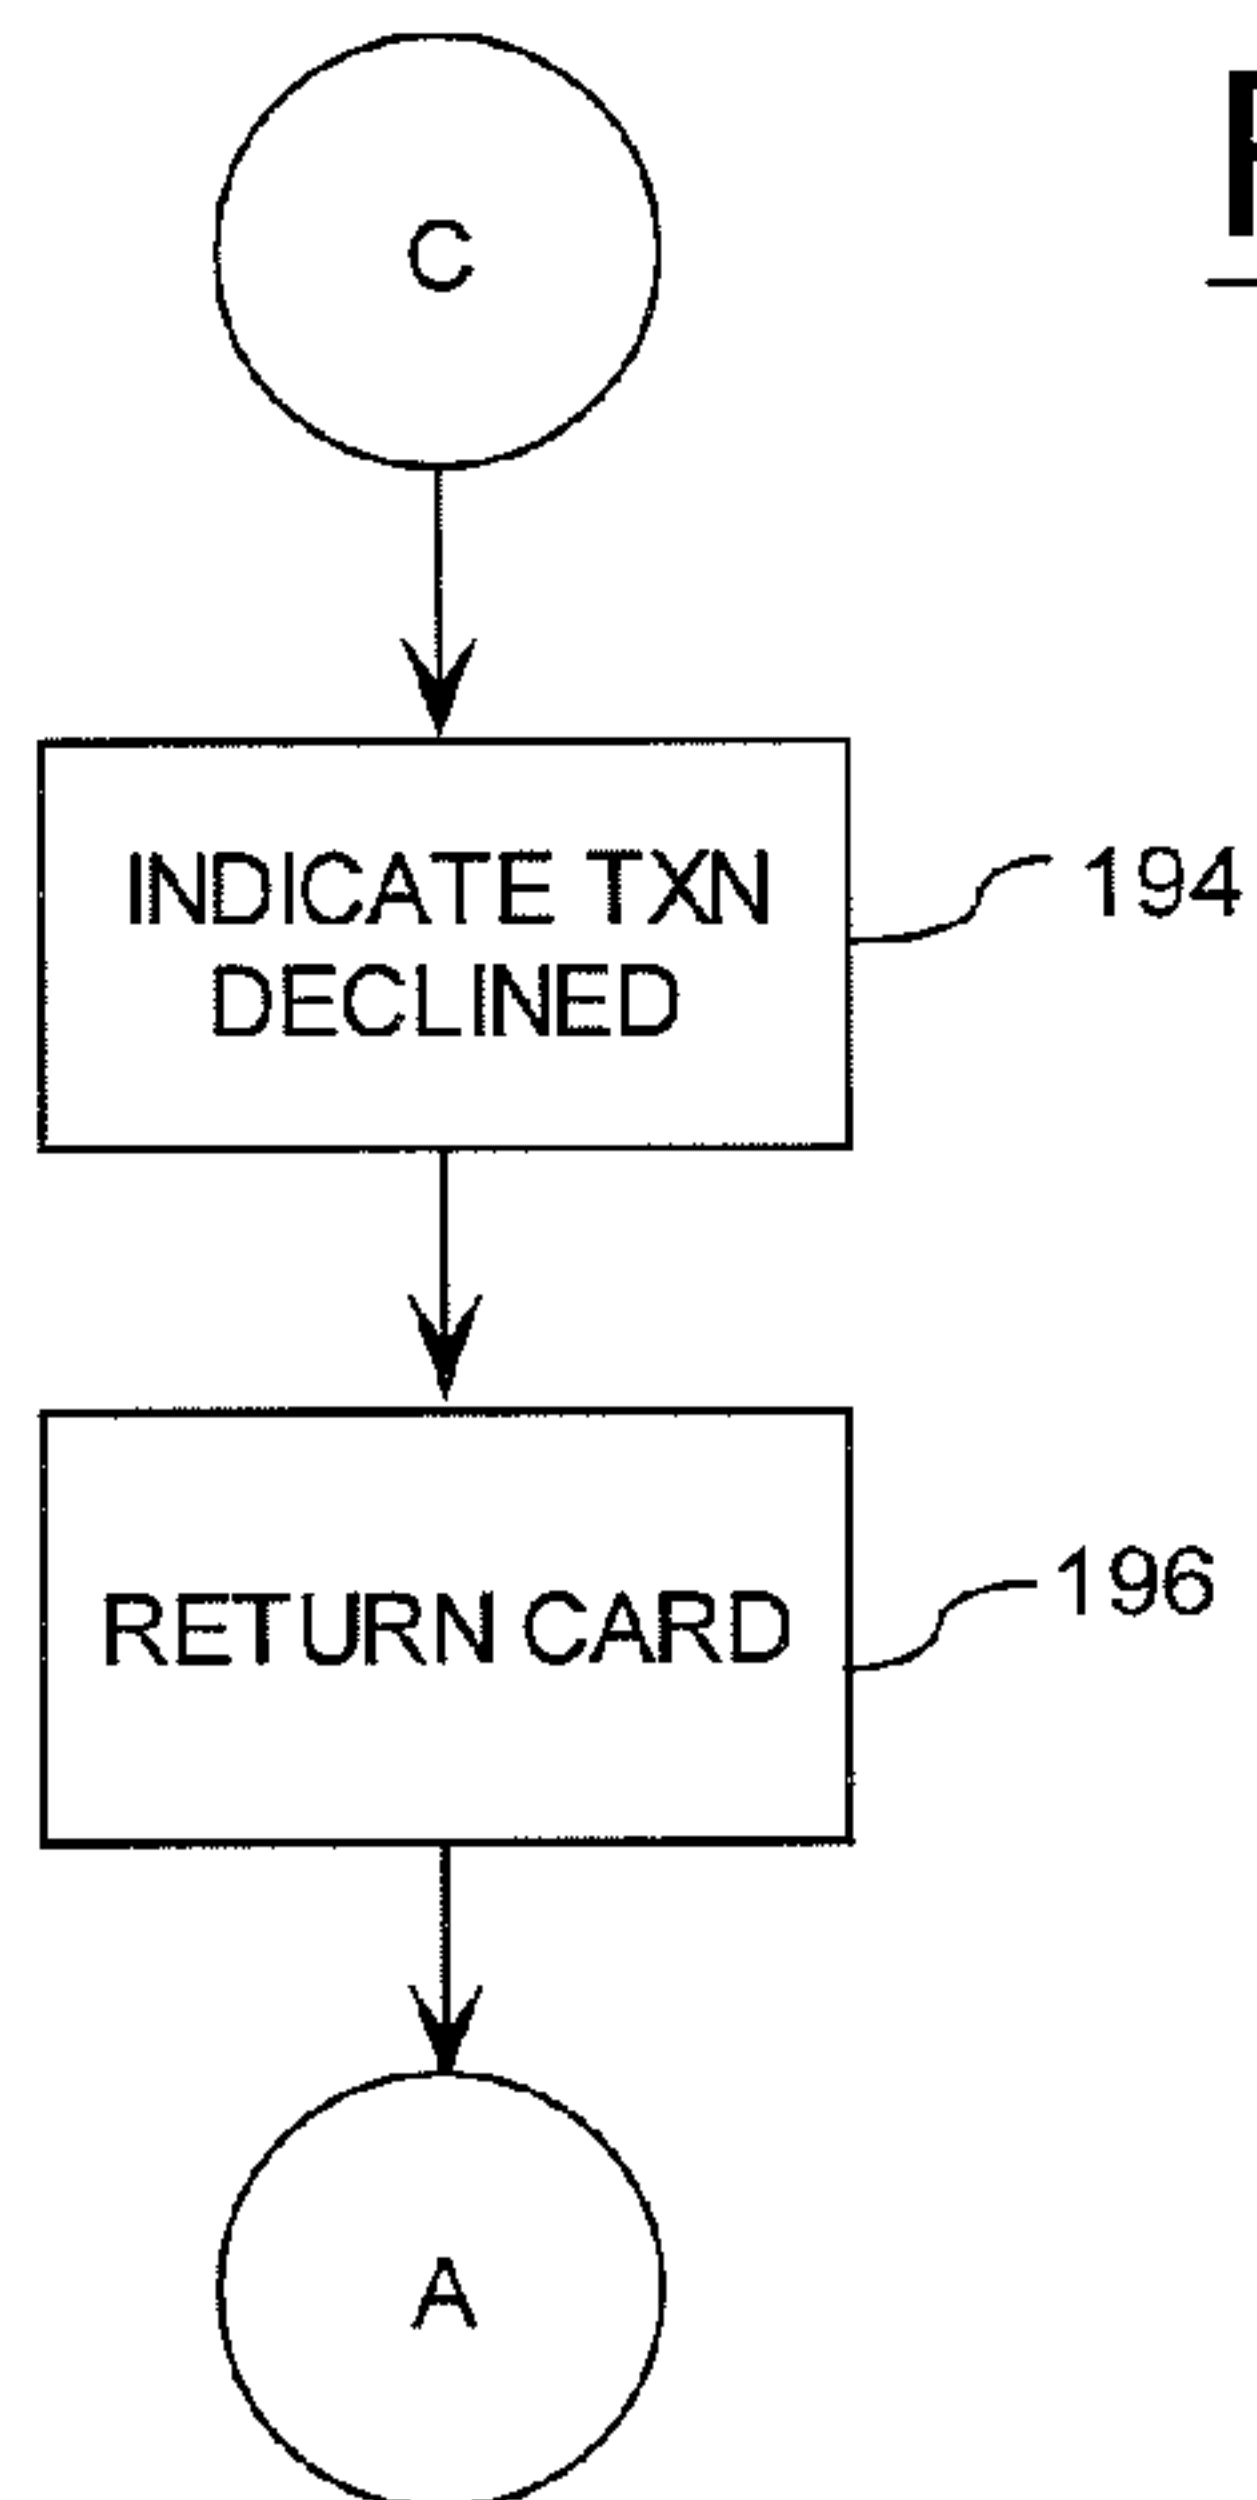 C
INDICATE TXN
DECLINED
194
RETURN CARD
196
A